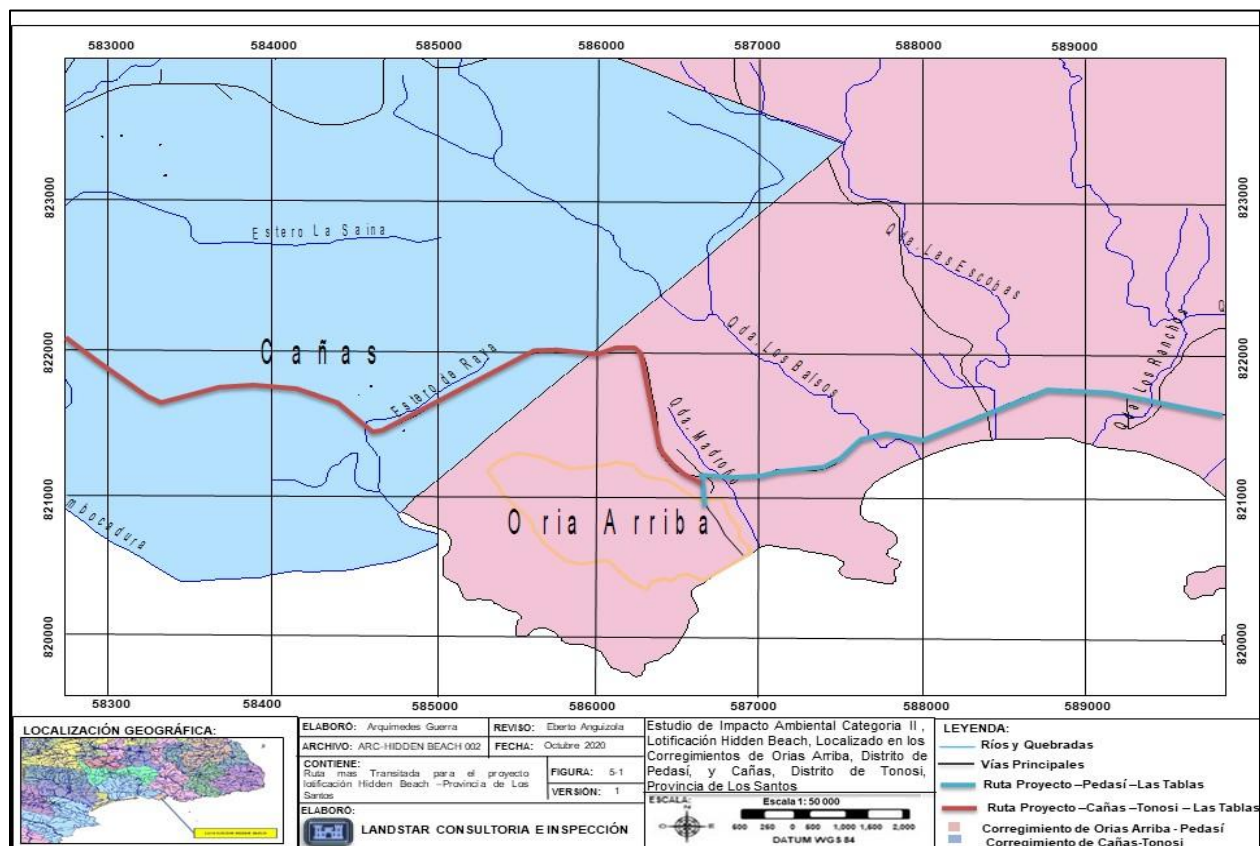 583000 584000 585000 586000 587000 588000 589000
823000
822000
821000
820000
823000
822000
821000
820000
Estero La Saina
Cañas
Estero de Raya
mbocadura
Qda. Las Escobas
Qda. Los Balsos
Qda. Los Ranchos
Q
Qda. Madroño
Oria Arriba
58300 58400 585000 586000 587000 588000 589000
LOCALIZACIÓN GEOGRÁFICA:
ELABORÓ: Arquimedes Guerra
REVISO: Eberto Anguizola
ARCHIVO: ARC-HIDDEN BEACH 002
FECHA: Octubre 2020
CONTIENE:
Ruta mas Transitada para el proyecto
lotificación Hidden Beach –Provincia de Los
Santos
FIGURA: 5-1
VERSIÓN: 1
ELABORÓ:
LANDSTAR CONSULTORIA E INSPECCIÓN
Estudio de Impacto Ambiental Categoria II ,
Lotificación Hidden Beach, Localizado en los
Corregimientos de Orias Arriba, Distrito de
Pedasí, y Cañas, Distrito de Tonosi,
Provincia de Los Santos
ESCALA:
Escala 1: 50 000
N
O E
S
500 250 0 500 1,000 1,500 2,000
DATUM WGS 84
LEYENDA:
Ríos y Quebradas
Vías Principales
Ruta Proyecto –Pedasí –Las Tablas
Ruta Proyecto –Cañas -Tonosi – Las Tablas
Corregimiento de Orias Arriba - Pedasí
Corregimiento de Cañas-Tonosi